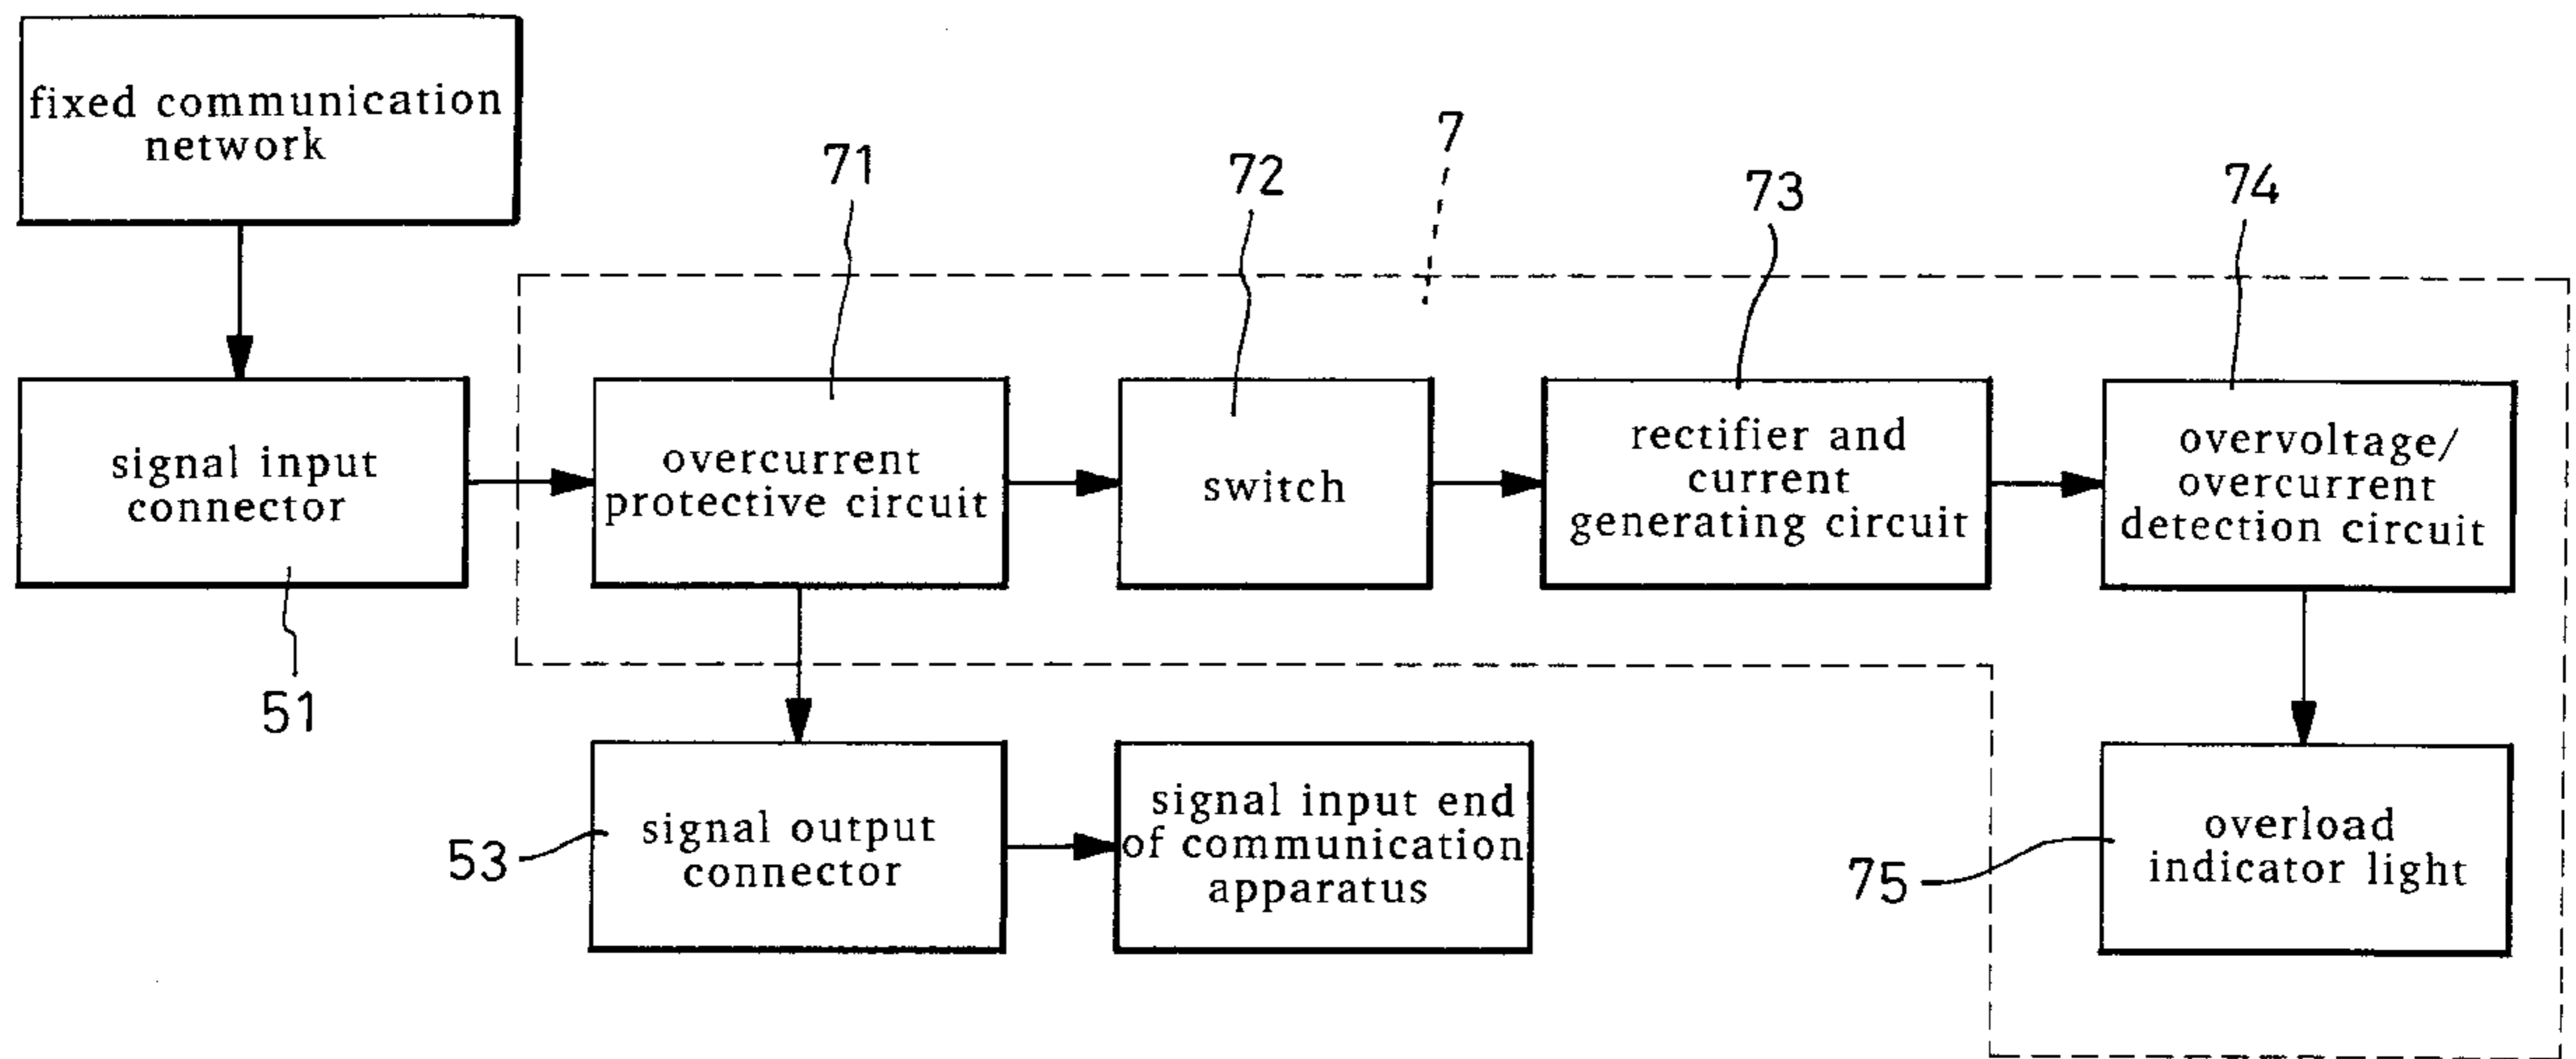 fixed communication
network
7
71
72
73
74
signal input
connector
overcurrent
protective circuit
switch
rectifier and
current
generating circuit
overvoltage/
overcurrent
detection circuit
51
53
signal output
connector
signal input end
of communication
apparatus
75
overload
indicator light